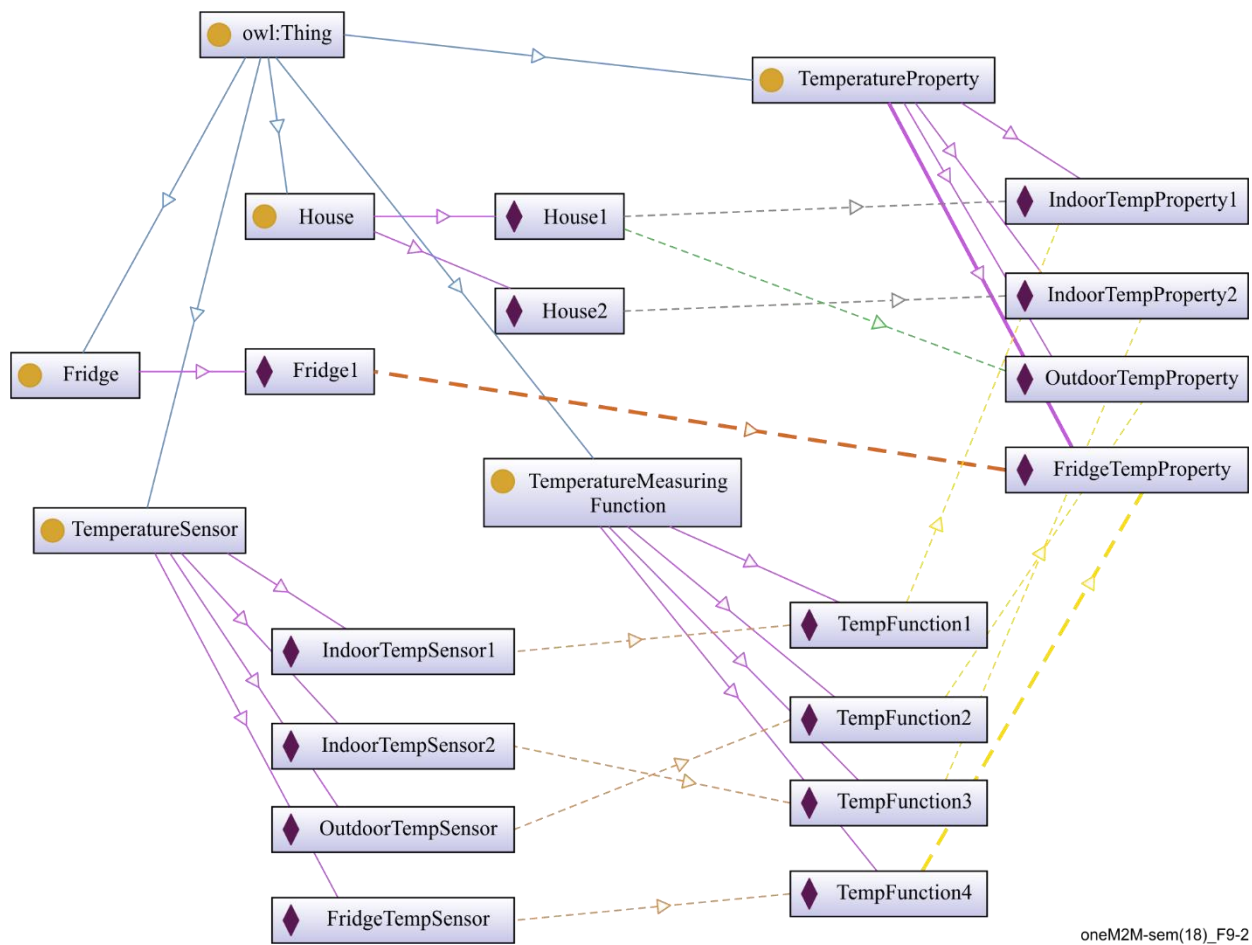 owl:Thing
TemperatureProperty
IndoorTempProperty1
House
House1
IndoorTempProperty2
House2
Fridge
Fridge1
OutdoorTempProperty
FridgeTempProperty
TemperatureMeasuring
Function
TemperatureSensor
TempFunction1
IndoorTempSensor1
TempFunction2
IndoorTempSensor2
TempFunction3
OutdoorTempSensor
TempFunction4
FridgeTempSensor
oneM2M-sem(18)_F9-2